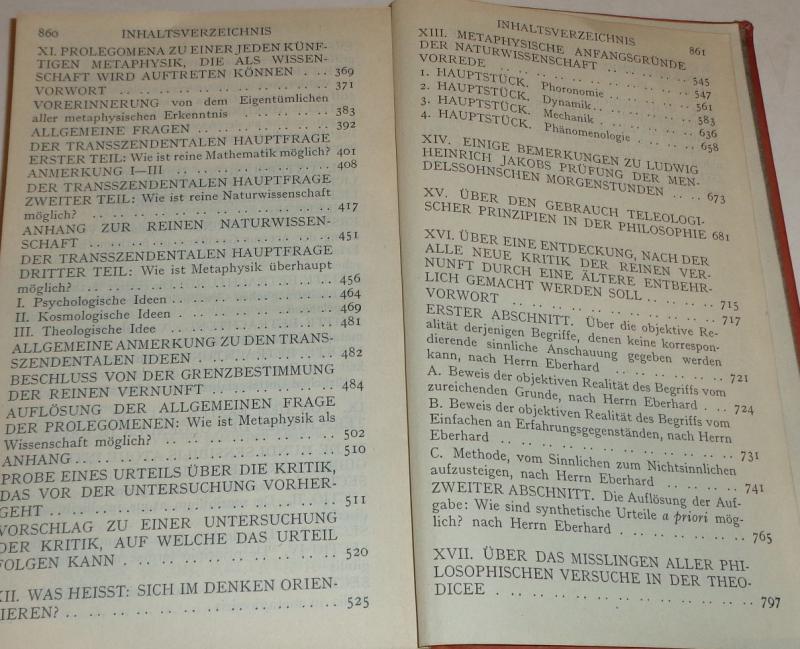 860 INHALTSVERZEICHNIS
XI. PROLEGOMENA ZU EINER JEDEN KÜNF-
TIGEN METAPHYSIK, DIE ALS WISSEN-
SCHAFT WIRD AUFTRETEN KÖNNEN . . . 369
VORWORT . . . . . . . . . . . . . . . . 371
VORERINNERUNG von dem Eigentümlichen
aller metaphysischen Erkenntnis . . . . . . . 383
ALLGEMEINE FRAGEN . . . . . . . . . . 392
DER TRANSSZENDENTALEN HAUPTFRAGE
ERSTER TEIL: Wie ist reine Mathematik möglich? 401
ANMERKUNG I—III . . . . . . . . . . . . 408
DER TRANSSZENDENTALEN HAUPTFRAGE
ZWEITER TEIL: Wie ist reine Naturwissenschaft
möglich? . . . . . . . . . . . . . . . . 417
ANHANG ZUR REINEN NATURWISSEN-
SCHAFT . . . . . . . . . . . . . . . . 451
DER TRANSSZENDENTALEN HAUPTFRAGE
DRITTER TEIL: Wie ist Metaphysik überhaupt
möglich? . . . . . . . . . . . . . . . . 456
I. Psychologische Ideen . . . . . . . . . . . 464
II. Kosmologische Ideen . . . . . . . . . . . 469
III. Theologische Idee . . . . . . . . . . . . 481
ALLGEMEINE ANMERKUNG ZU DEN TRANS-
SZENDENTALEN IDEEN . . . . . . . . . . 482
BESCHLUSS VON DER GRENZBESTIMMUNG
DER REINEN VERNUNFT . . . . . . . . . 484
AUFLÖSUNG DER ALLGEMEINEN FRAGE
DER PROLEGOMENEN: Wie ist Metaphysik als
Wissenschaft möglich? . . . . . . . . . . . 502
ANHANG . . . . . . . . . . . . . . . . 510
PROBE EINES URTEILS ÜBER DIE KRITIK,
DAS VOR DER UNTERSUCHUNG VORHER-
GEHT . . . . . . . . . . . . . . . . . 511
VORSCHLAG ZU EINER UNTERSUCHUNG
DER KRITIK, AUF WELCHE DAS URTEIL
FOLGEN KANN . . . . . . . . . . . . . 520
XII. WAS HEISST: SICH IM DENKEN ORIEN-
TIEREN? . . . . . . . . . . . . . . . . 525
INHALTSVERZEICHNIS 861
XIII. METAPHYSISCHE ANFANGSGRÜNDE
DER NATURWISSENSCHAFT . . . . . . . 545
VORREDE . . . . . . . . . . . . . . . . 547
1. HAUPTSTÜCK. Phoronomie . . . . . . . . 561
2. HAUPTSTÜCK. Dynamik . . . . . . . . . 583
3. HAUPTSTÜCK. Mechanik . . . . . . . . . 636
4. HAUPTSTÜCK. Phänomenologie . . . . . . 658
XIV. EINIGE BEMERKUNGEN ZU LUDWIG
HEINRICH JAKOBS PRÜFUNG DER MEN-
DELSSOHNSCHEN MORGENSTUNDEN . . . . 673
XV. ÜBER DEN GEBRAUCH TELEOLOGI-
SCHER PRINZIPIEN IN DER PHILOSOPHIE 681
XVI. ÜBER EINE ENTDECKUNG, NACH DER
ALLE NEUE KRITIK DER REINEN VER-
NUNFT DURCH EINE ÄLTERE ENTBEHR-
LICH GEMACHT WERDEN SOLL . . . . . 715
VORWORT . . . . . . . . . . . . . . . . 717
ERSTER ABSCHNITT. Über die objektive Re-
alität derjenigen Begriffe, denen keine korrespon-
dierende sinnliche Anschauung gegeben werden
kann, nach Herrn Eberhard . . . . . . . . . 721
A. Beweis der objektiven Realität des Begriffs vom
zureichenden Grunde, nach Herrn Eberhard . . . 724
B. Beweis der objektiven Realität des Begriffs vom
Einfachen an Erfahrungsgegenständen, nach Herrn
Eberhard . . . . . . . . . . . . . . . . 731
C. Methode, vom Sinnlichen zum Nichtsinnlichen
aufzusteigen, nach Herrn Eberhard . . . . . . 741
ZWEITER ABSCHNITT. Die Auflösung der Auf-
gabe: Wie sind synthetische Urteile a priori mög-
lich? nach Herrn Eberhard . . . . . . . . . 765
XVII. ÜBER DAS MISSLINGEN ALLER PHI-
LOSOPHISCHEN VERSUCHE IN DER THEO-
DICEE . . . . . . . . . . . . . . . . . 797